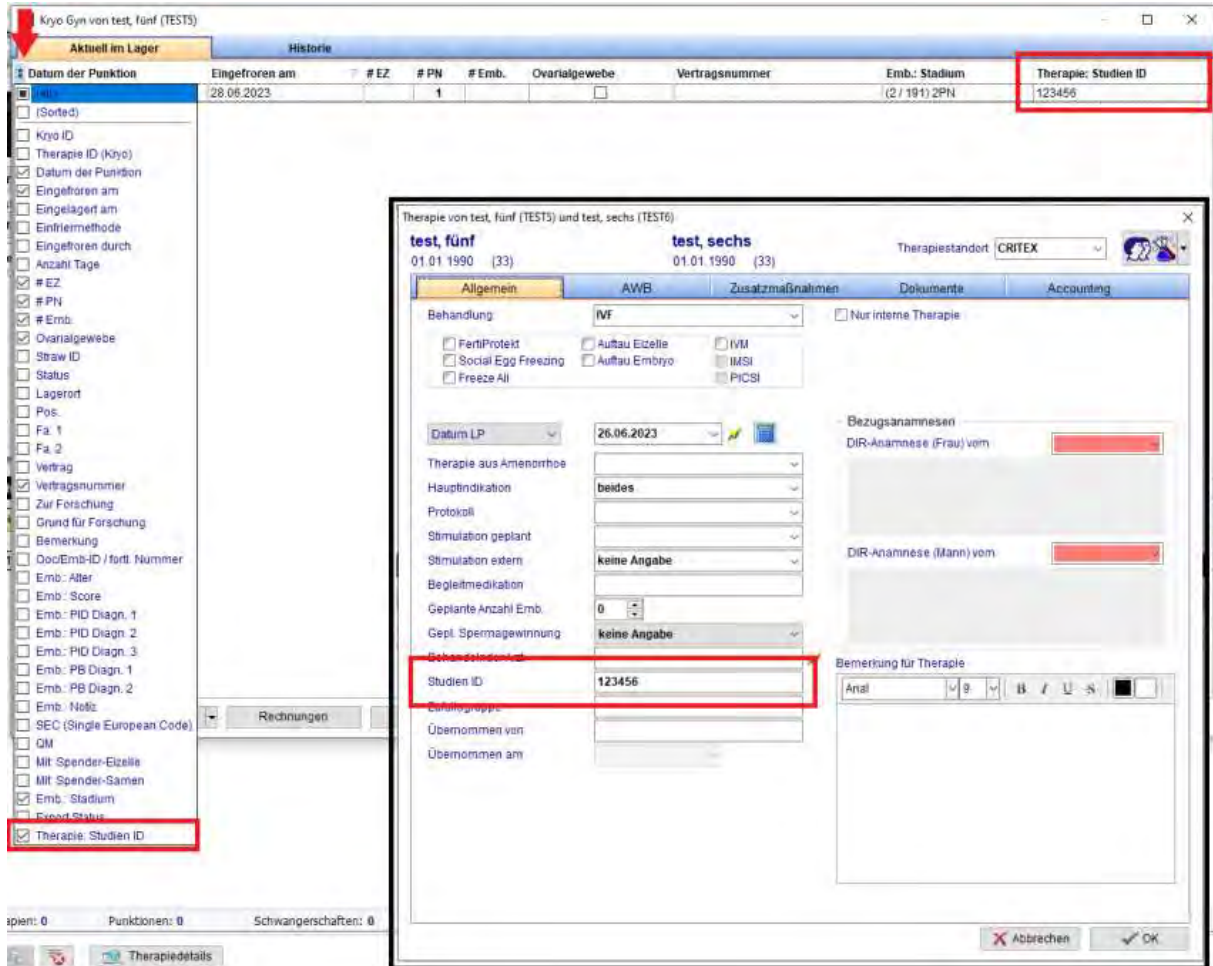 Kryo Gyn von test, fünf (TEST5)
Aktuell im Lager Historie
Datum der Punktion Eingefroren am # EZ # PN # Emb. Ovarialgewebe Vertragsnummer Emb.: Stadium Therapie: Studien ID
28.06.2023 1 (2 / 191) 2PN 123456
(Sorted)
Kryo ID
Therapie ID (Kryo)
Datum der Punktion
Eingefroren am
Eingelagert am
Einfriermethode
Eingefroren durch
Anzahl Tage
# EZ
# PN
# Emb.
Ovarialgewebe
Straw ID
Status
Lagerort
Pos.
Fa. 1
Fa. 2
Vertrag
Vertragsnummer
Zur Forschung
Grund für Forschung
Bemerkung
Ooc/Emb-ID / fortl. Nummer
Emb.: Alter
Emb.: Score
Emb.: PID Diagn. 1
Emb.: PID Diagn. 2
Emb.: PID Diagn. 3
Emb.: PB Diagn. 1
Emb.: PB Diagn. 2
Emb.: Notiz
SEC (Single European Code)
QM
Mit Spender-Eizelle
Mit Spender-Samen
Emb.: Stadium
Export Status
Therapie: Studien ID
Rechnungen
Therapie von test, fünf (TEST5) und test, sechs (TEST6)
test, fünf test, sechs Therapiestandort CRITEX
01.01.1990 (33) 01.01.1990 (33)
Allgemein AWB Zusatzmaßnahmen Dokumente Accounting
Behandlung IVF Nur interne Therapie
FertiProtekt Auftau Eizelle IVM
Social Egg Freezing Auftau Embryo IMSI
Freeze All PICSI
Datum LP 26.06.2023
Therapie aus Amenorrhoe
Hauptindikation beides
Protokoll
Stimulation geplant
Stimulation extern keine Angabe
Begleitmedikation
Geplante Anzahl Emb. 0
Gepl. Spermagewinnung keine Angabe
Studien ID 123456
Übernommen von
Übernommen am
Bezugsanamnesen
DIR-Anamnese (Frau) vom
DIR-Anamnese (Mann) vom
Bemerkung für Therapie
Arial 9 B I U S
Abbrechen OK
apien: 0 Punktionen: 0 Schwangerschaften: 0
Therapiedetails